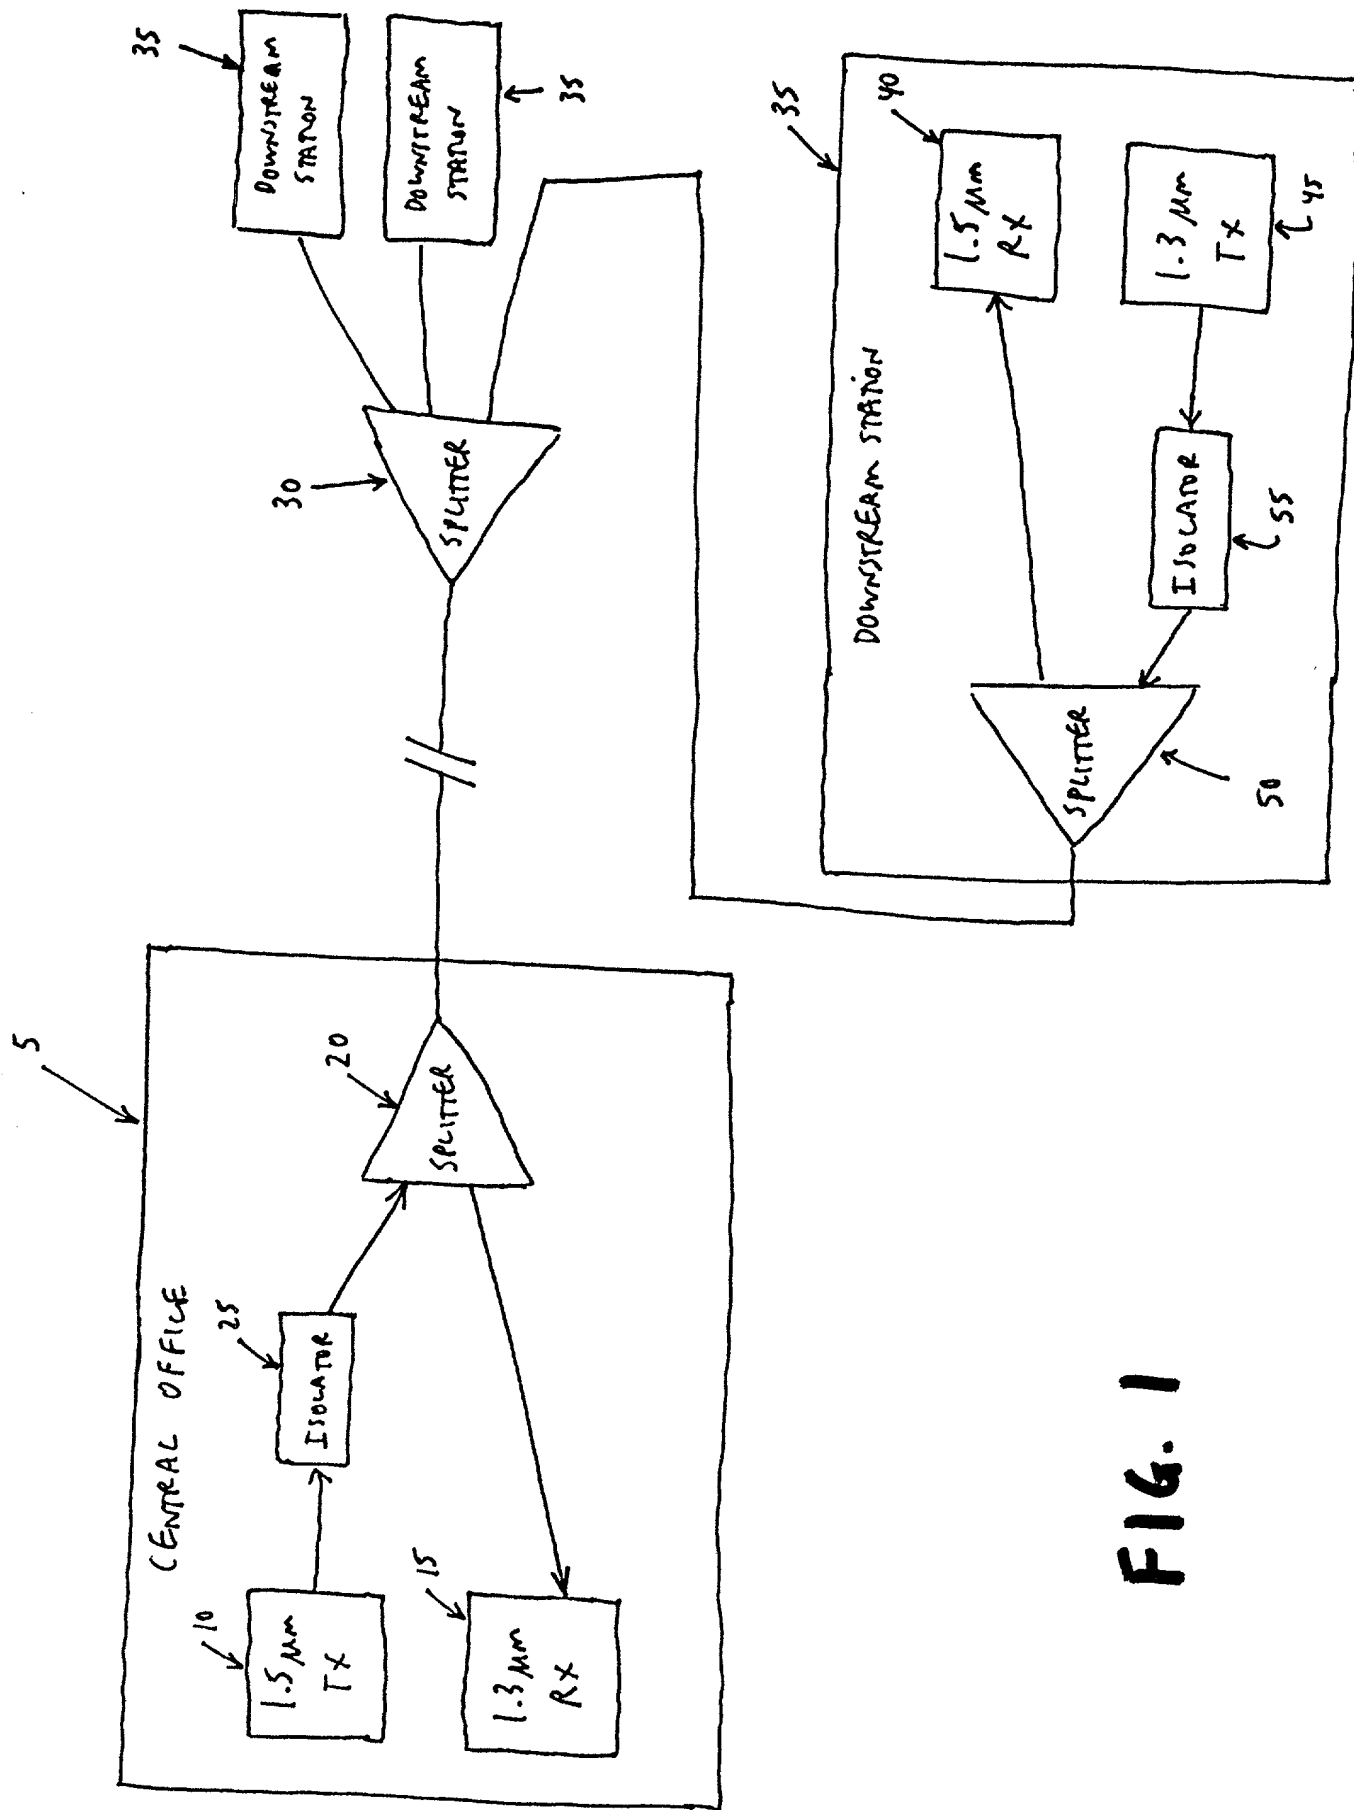 5
CENTRAL OFFICE
10
1.5 μm
TX
25
ISOLATOR
20
SPLITTER
15
1.3 μm
RX
30
SPLITTER
35
DOWNSTREAM
STATION
DOWNSTREAM
STATION
35
35
DOWNSTREAM STATION
40
1.5 μm
RX
1.3 μm
TX
45
ISOLATOR
55
SPLITTER
50
FIG. 1